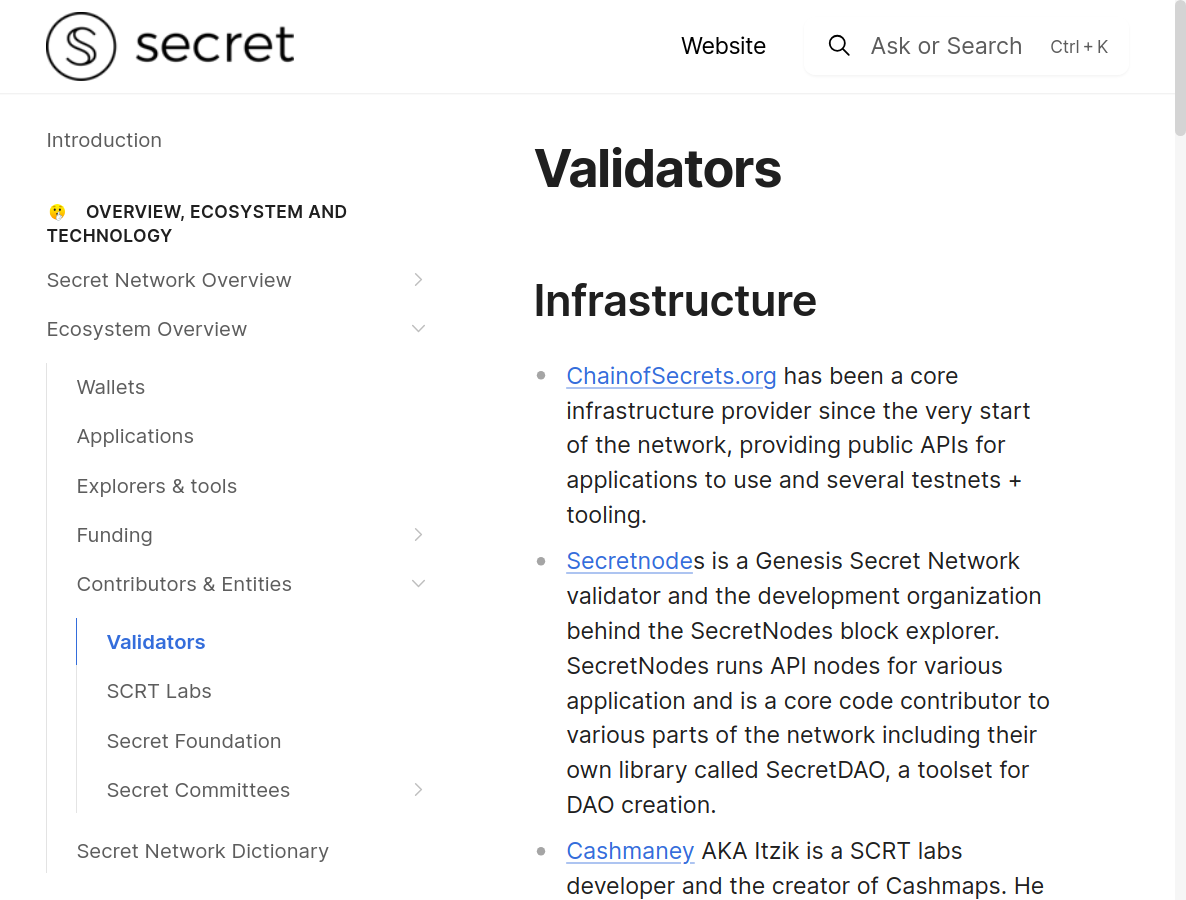 secret
Website
Ask or Search Ctrl + K
Introduction
OVERVIEW, ECOSYSTEM AND
TECHNOLOGY
Secret Network Overview
Ecosystem Overview
Wallets
Applications
Explorers & tools
Funding
Contributors & Entities
Validators
SCRT Labs
Secret Foundation
Secret Committees
Secret Network Dictionary
Validators
Infrastructure
ChainofSecrets.org has been a core
infrastructure provider since the very start
of the network, providing public APIs for
applications to use and several testnets +
tooling.
Secretnodes is a Genesis Secret Network
validator and the development organization
behind the SecretNodes block explorer.
SecretNodes runs API nodes for various
application and is a core code contributor to
various parts of the network including their
own library called SecretDAO, a toolset for
DAO creation.
Cashmaney AKA Itzik is a SCRT labs
developer and the creator of Cashmaps. He